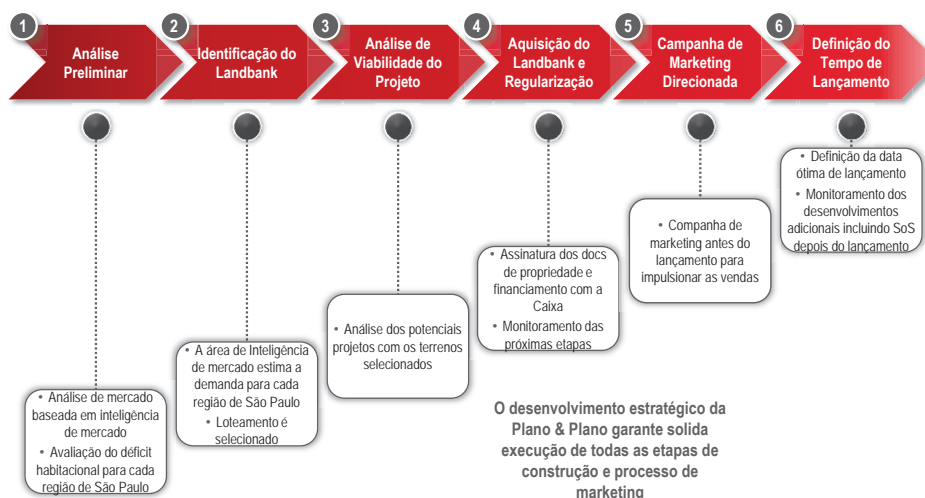 1
Análise
Preliminar
2
Identificação do
Landbank
3
Análise de
Viabilidade do
Projeto
4
Aquisição do
Landbank e
Regularização
5
Campanha de
Marketing
Direcionada
6
Definição do
Tempo de
Lançamento
• Análise de mercado
baseada em inteligência
de mercado
• Avaliação do déficit
habitacional para cada
região de São Paulo
• A área de Inteligência
de mercado estima a
demanda para cada
região de São Paulo
• Loteamento é
selecionado
• Análise dos potenciais
projetos com os terrenos
selecionados
• Assinatura dos docs
de propriedade e
financiamento com a
Caixa
• Monitoramento das
próximas etapas
• Companha de
marketing antes do
lançamento para
impulsionar as vendas
• Definição da data
ótima de lançamento
• Monitoramento dos
desenvolvimentos
adicionais incluindo SoS
depois do lançamento
O desenvolvimento estratégico da
Plano & Plano garante solida
execução de todas as etapas de
construção e processo de
marketing